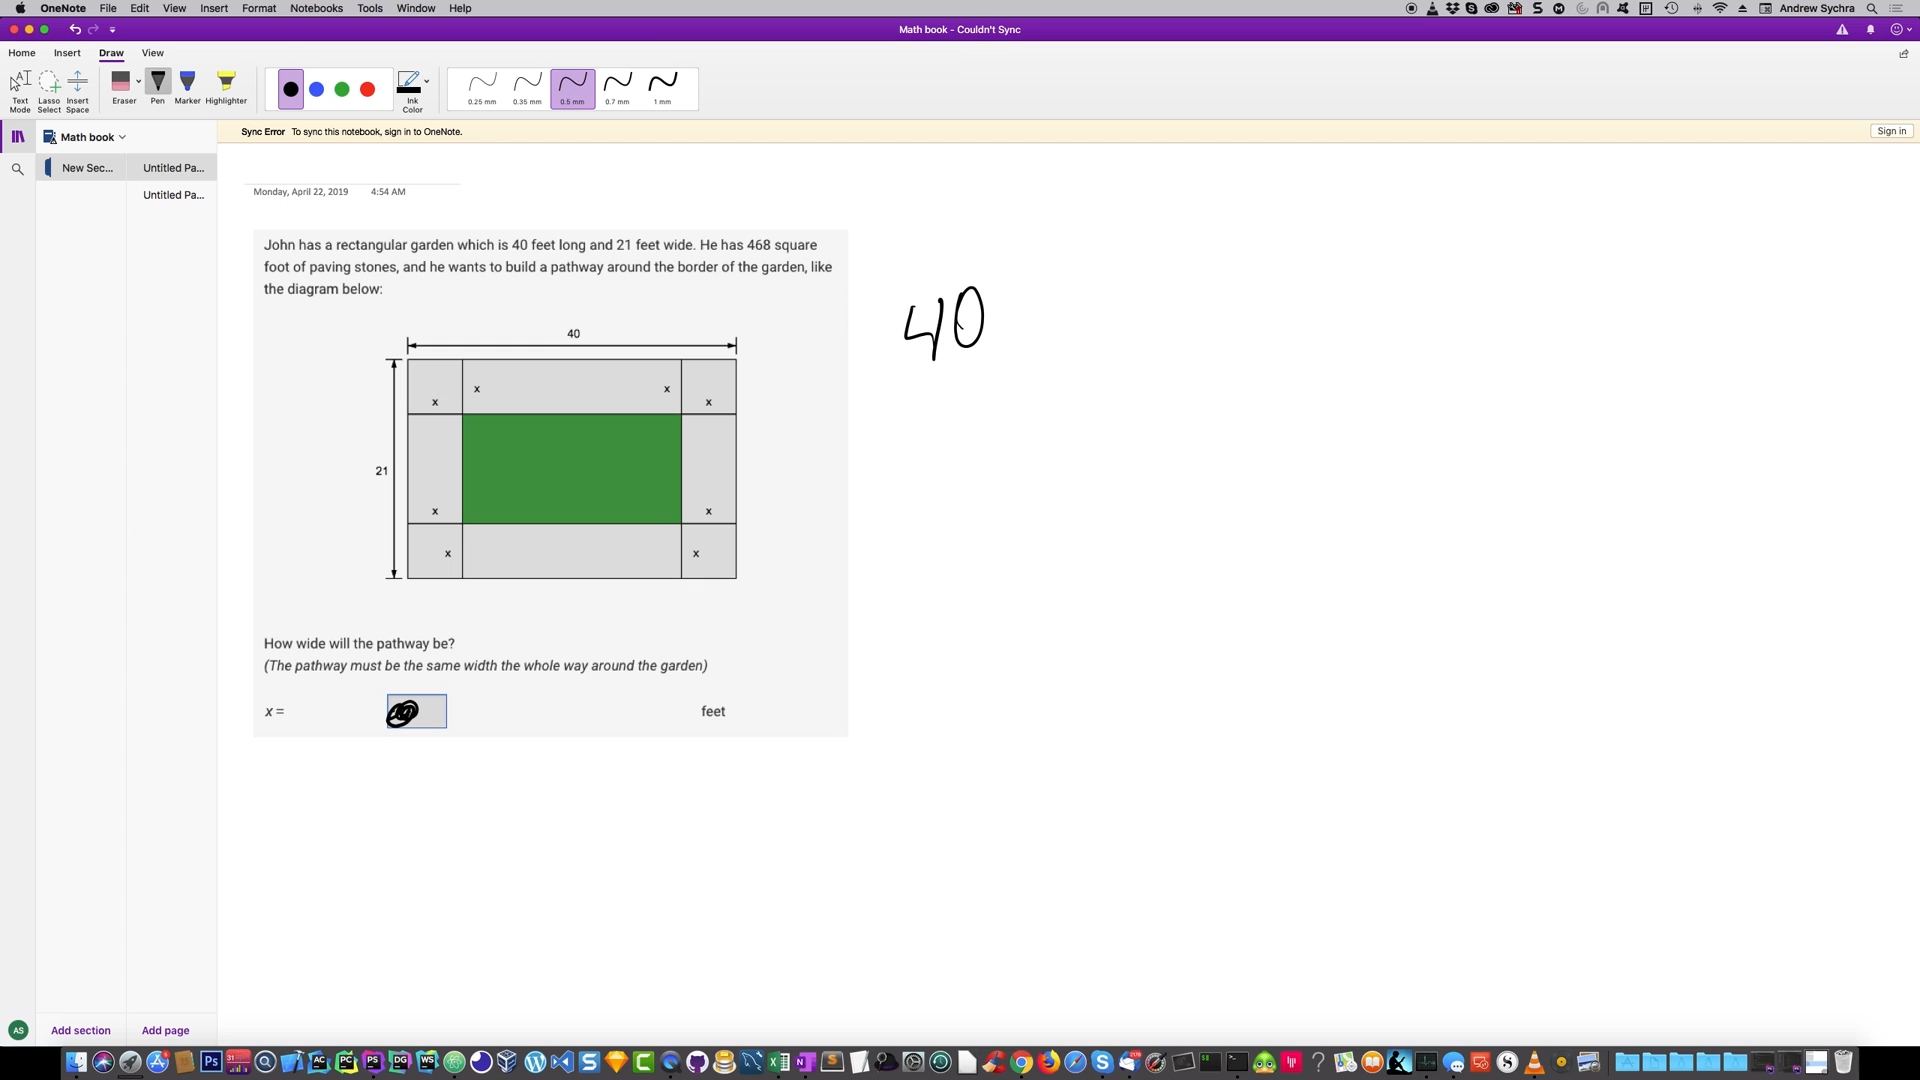 OneNote File Edit View Insert Format Notebooks Tools Window Help Andrew Sychra
Math book - Couldn't Sync
Home Insert Draw View
Text Mode Lasso Select Insert Space Eraser Pen Marker Highlighter Ink Color 0.25 mm 0.35 mm 0.5 mm 0.7 mm 1 mm
Sync Error To sync this notebook, sign in to OneNote. Sign in
Math book
New Sec... Untitled Pa...
Untitled Pa...
Monday, April 22, 2019 4:54 AM
John has a rectangular garden which is 40 feet long and 21 feet wide. He has 468 square
foot of paving stones, and he wants to build a pathway around the border of the garden, like
the diagram below:
40
40
x x
x x
21
x x
x x
How wide will the pathway be?
(The pathway must be the same width the whole way around the garden)
x = feet
AS Add section Add page